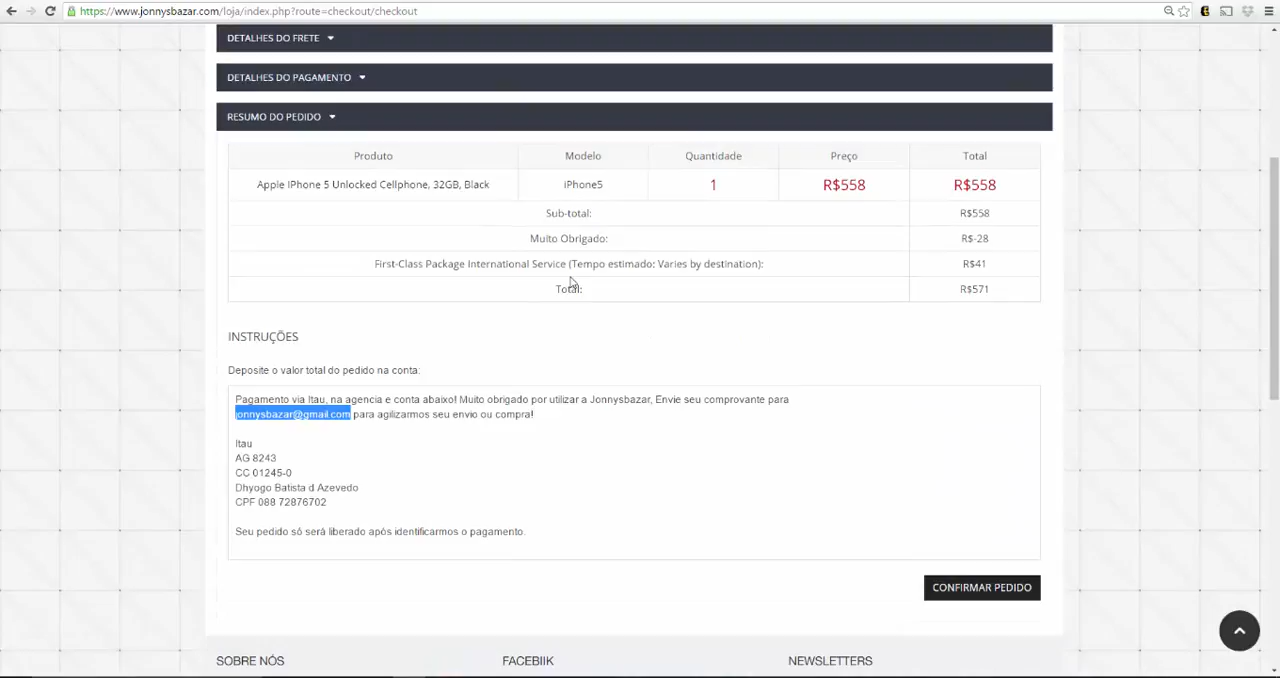 https://www.jonnysbazar.com/loja/index.php?route=checkout/checkout
DETALHES DO FRETE
DETALHES DO PAGAMENTO
RESUMO DO PEDIDO
Produto Modelo Quantidade Preço Total
Apple IPhone 5 Unlocked Cellphone, 32GB, Black iPhone5 1 R$558 R$558
Sub-total: R$558
Muito Obrigado: R$-28
First-Class Package International Service (Tempo estimado: Varies by destination): R$41
Total: R$571
INSTRUÇÕES
Deposite o valor total do pedido na conta:
Pagamento via Itau, na agencia e conta abaixo! Muito obrigado por utilizar a Jonnysbazar, Envie seu comprovante para
jonnysbazar@gmail.com para agilizarmos seu envio ou compra!
Itau
AG 8243
CC 01245-0
Dhyogo Batista d Azevedo
CPF 088 72876702
Seu pedido só será liberado após identificarmos o pagamento.
CONFIRMAR PEDIDO
SOBRE NÓS FACEBIIK NEWSLETTERS